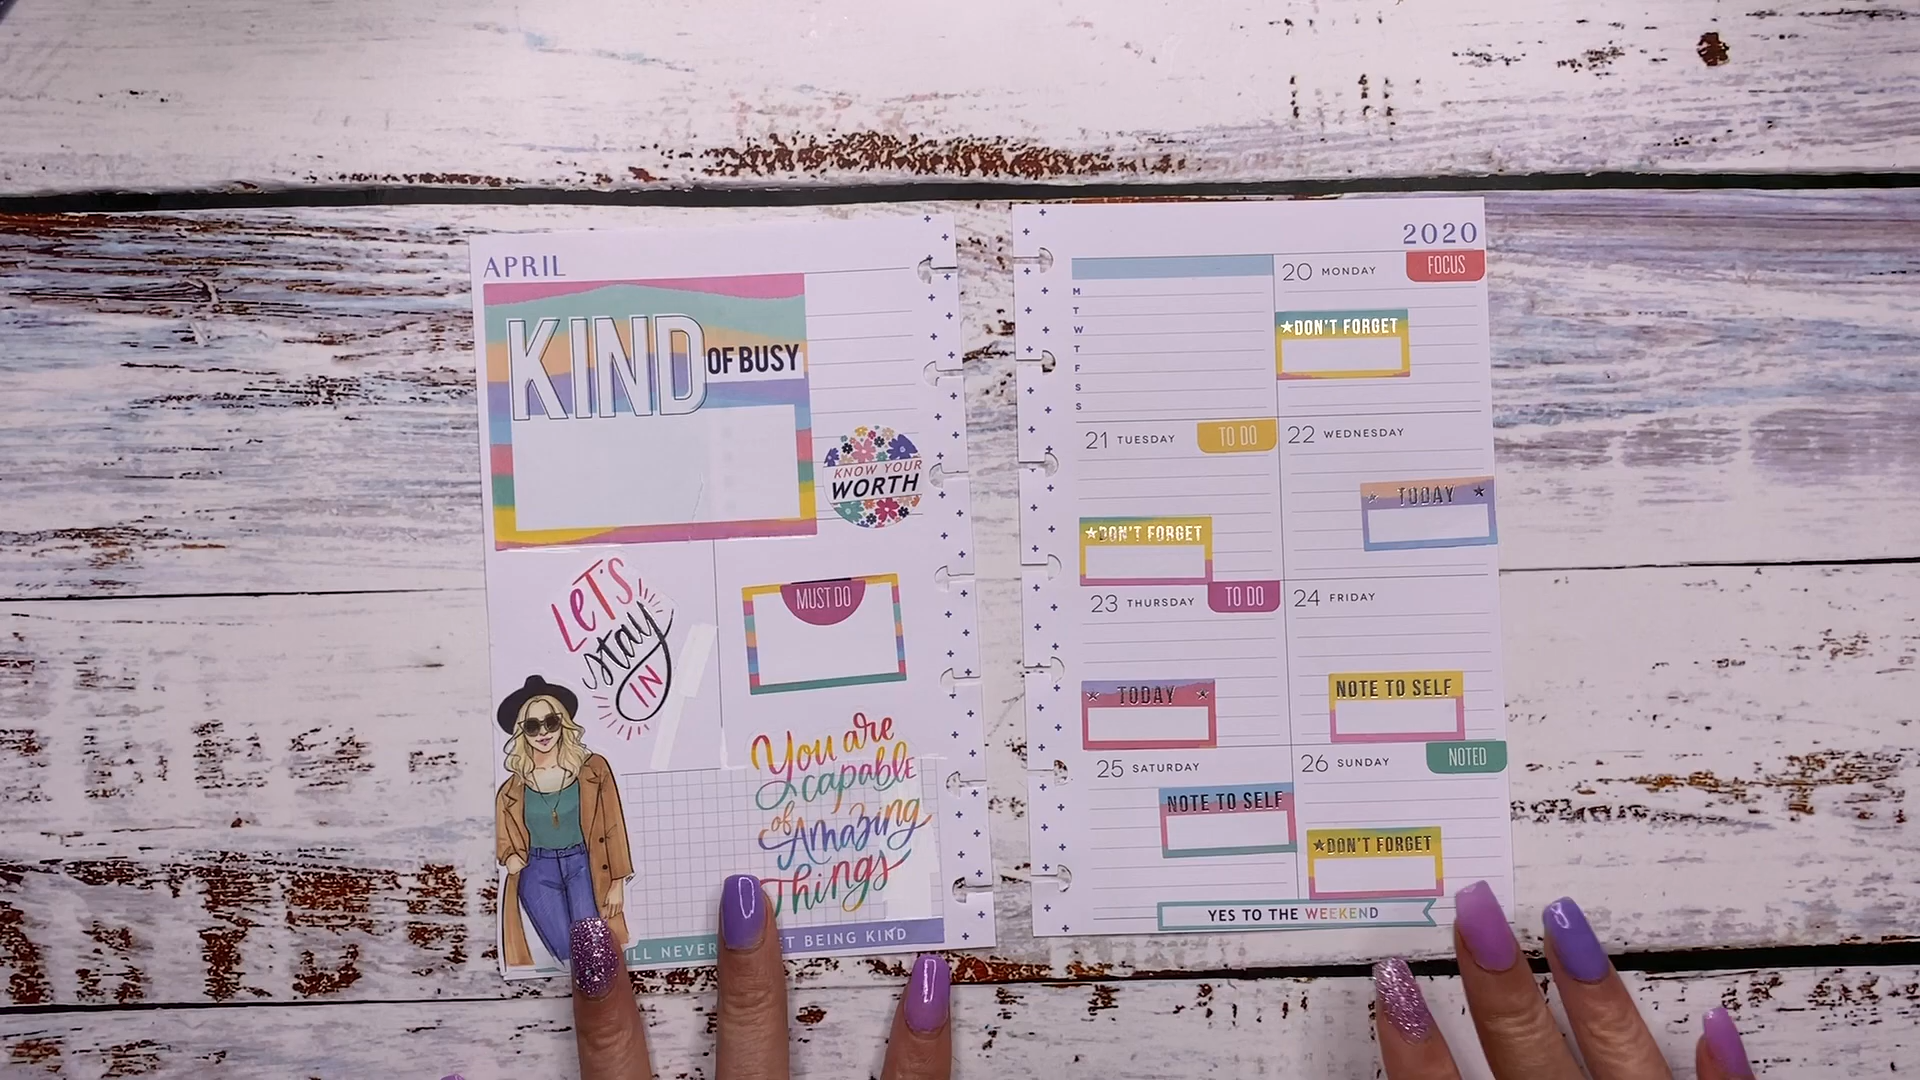 APRIL
KIND
OF BUSY
KNOW YOUR
WORTH
LET'S
stay
IN
MUST DO
You are
capable
of Amazing
Things
ILL NEVER
T BEING KIND
2020
M
T
W
T
F
S
S
20 MONDAY FOCUS
★DON'T FORGET
21 TUESDAY TO DO
★DON'T FORGET
22 WEDNESDAY
★ TODAY ★
23 THURSDAY TO DO
★ TODAY ★
24 FRIDAY
NOTE TO SELF
25 SATURDAY
NOTE TO SELF
26 SUNDAY NOTED
★DON'T FORGET
YES TO THE WEEKEND